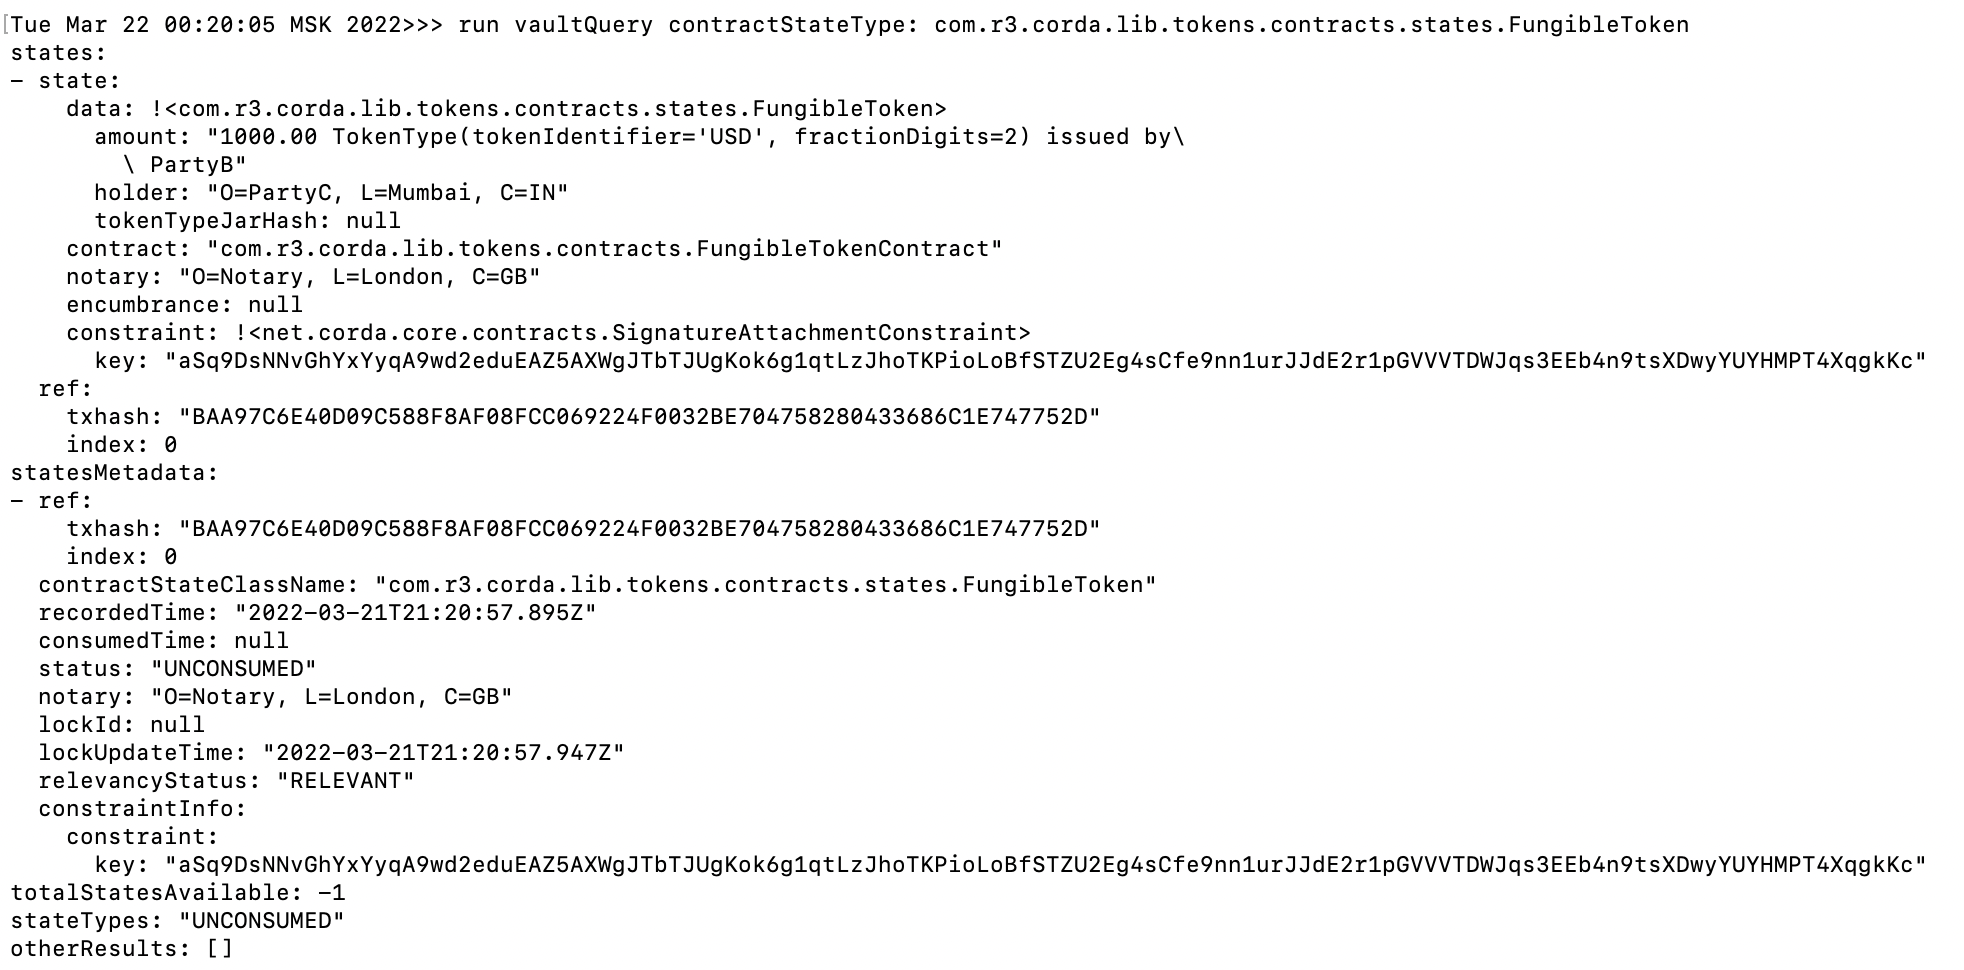 [Tue Mar 22 00:20:05 MSK 2022>>> run vaultQuery contractStateType: com.r3.corda.lib.tokens.contracts.states.FungibleToken
states:
- state:
    data: !<com.r3.corda.lib.tokens.contracts.states.FungibleToken>
      amount: "1000.00 TokenType(tokenIdentifier='USD', fractionDigits=2) issued by\
        \ PartyB"
      holder: "O=PartyC, L=Mumbai, C=IN"
      tokenTypeJarHash: null
    contract: "com.r3.corda.lib.tokens.contracts.FungibleTokenContract"
    notary: "O=Notary, L=London, C=GB"
    encumbrance: null
    constraint: !<net.corda.core.contracts.SignatureAttachmentConstraint>
      key: "aSq9DsNNvGhYxYyqA9wd2eduEAZ5AXWgJTbTJUgKok6g1qtLzJhoTKPioLoBfSTZU2Eg4sCfe9nn1urJJdE2r1pGVVVTDWJqs3EEb4n9tsXDwyYUYHMPT4XqgkKc"
  ref:
    txhash: "BAA97C6E40D09C588F8AF08FCC069224F0032BE704758280433686C1E747752D"
    index: 0
statesMetadata:
- ref:
    txhash: "BAA97C6E40D09C588F8AF08FCC069224F0032BE704758280433686C1E747752D"
    index: 0
  contractStateClassName: "com.r3.corda.lib.tokens.contracts.states.FungibleToken"
  recordedTime: "2022-03-21T21:20:57.895Z"
  consumedTime: null
  status: "UNCONSUMED"
  notary: "O=Notary, L=London, C=GB"
  lockId: null
  lockUpdateTime: "2022-03-21T21:20:57.947Z"
  relevancyStatus: "RELEVANT"
  constraintInfo:
    constraint:
      key: "aSq9DsNNvGhYxYyqA9wd2eduEAZ5AXWgJTbTJUgKok6g1qtLzJhoTKPioLoBfSTZU2Eg4sCfe9nn1urJJdE2r1pGVVVTDWJqs3EEb4n9tsXDwyYUYHMPT4XqgkKc"
totalStatesAvailable: -1
stateTypes: "UNCONSUMED"
otherResults: []